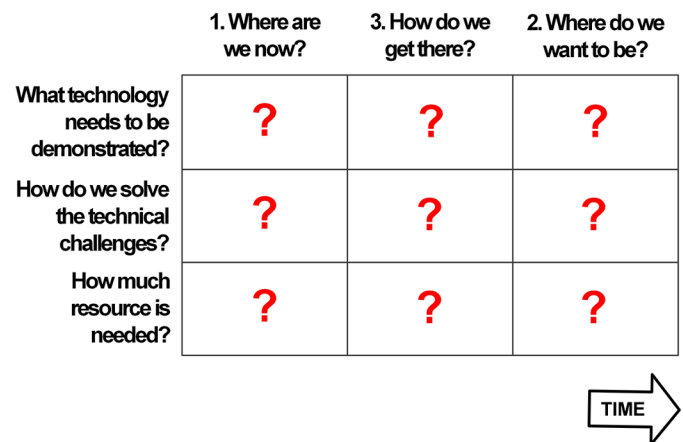 1. Where are
we now?
3. How do we
get there?
2. Where do we
want to be?
What technology
needs to be
demonstrated?
? ? ?
How do we solve
the technical
challenges?
? ? ?
How much
resource is
needed?
? ? ?
TIME